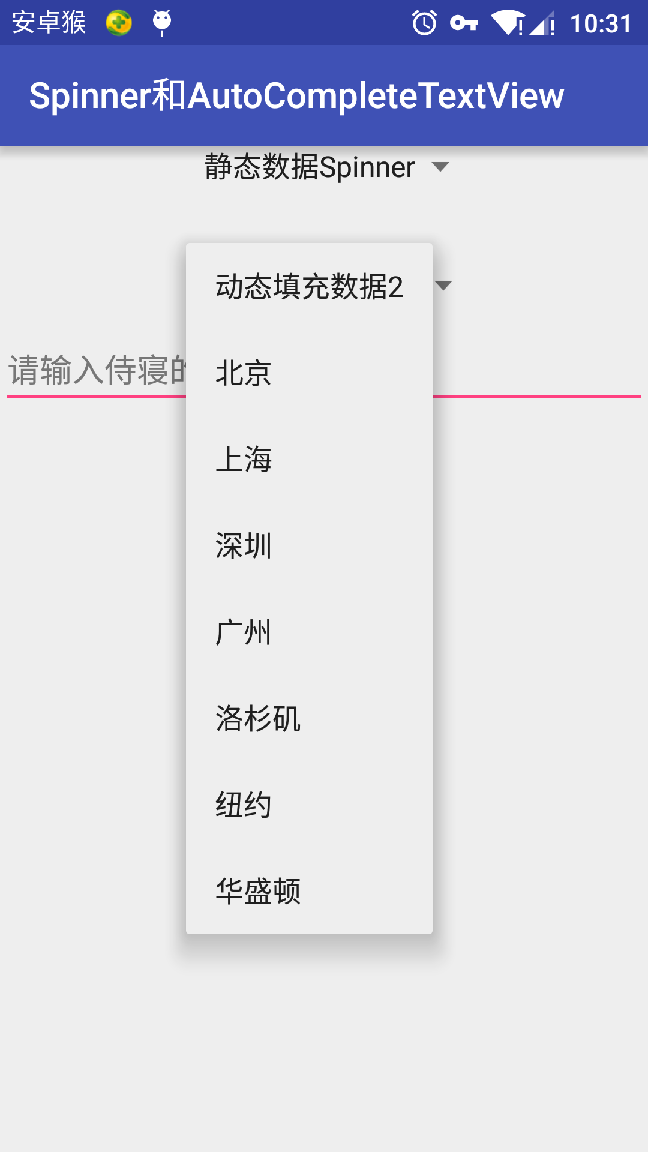 安卓猴 10:31
Spinner和AutoCompleteTextView
静态数据Spinner
动态填充数据2
请输入侍寝的
北京
上海
深圳
广州
洛杉矶
纽约
华盛顿